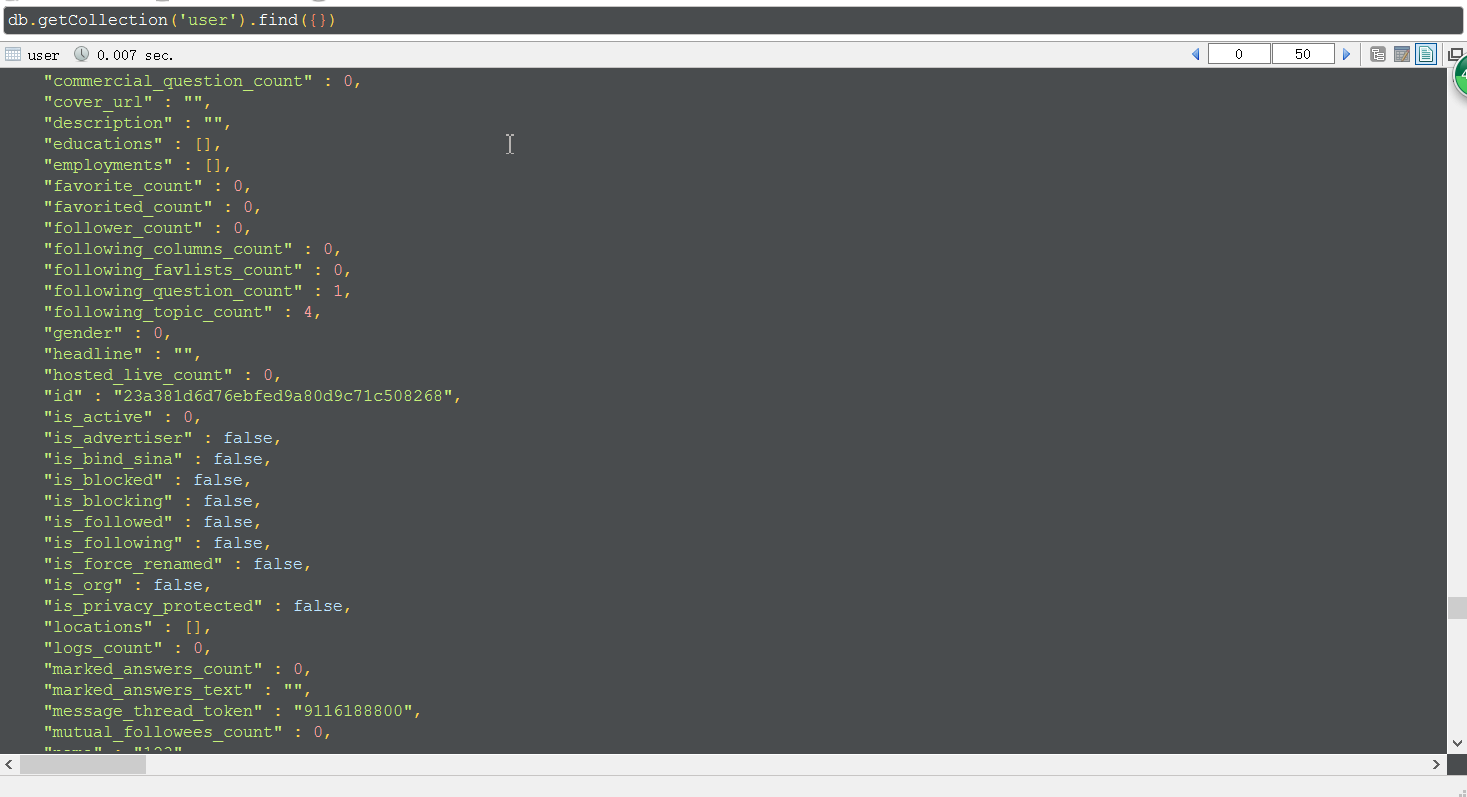 db.getCollection('user').find({})
user 0.007 sec. 0 50
"commercial_question_count" : 0,
"cover_url" : "",
"description" : "",
"educations" : [],
"employments" : [],
"favorite_count" : 0,
"favorited_count" : 0,
"follower_count" : 0,
"following_columns_count" : 0,
"following_favlists_count" : 0,
"following_question_count" : 1,
"following_topic_count" : 4,
"gender" : 0,
"headline" : "",
"hosted_live_count" : 0,
"id" : "23a381d6d76ebfed9a80d9c71c508268",
"is_active" : 0,
"is_advertiser" : false,
"is_bind_sina" : false,
"is_blocked" : false,
"is_blocking" : false,
"is_followed" : false,
"is_following" : false,
"is_force_renamed" : false,
"is_org" : false,
"is_privacy_protected" : false,
"locations" : [],
"logs_count" : 0,
"marked_answers_count" : 0,
"marked_answers_text" : "",
"message_thread_token" : "9116188800",
"mutual_followees_count" : 0,